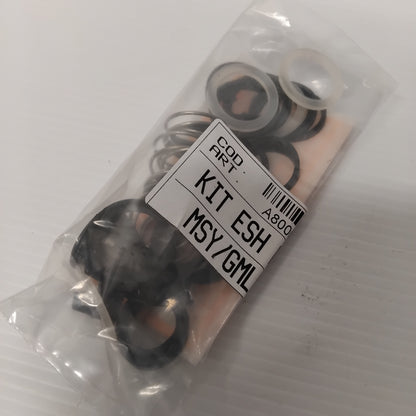 COD.
ART.
A800
KIT ESH
MSY/GML